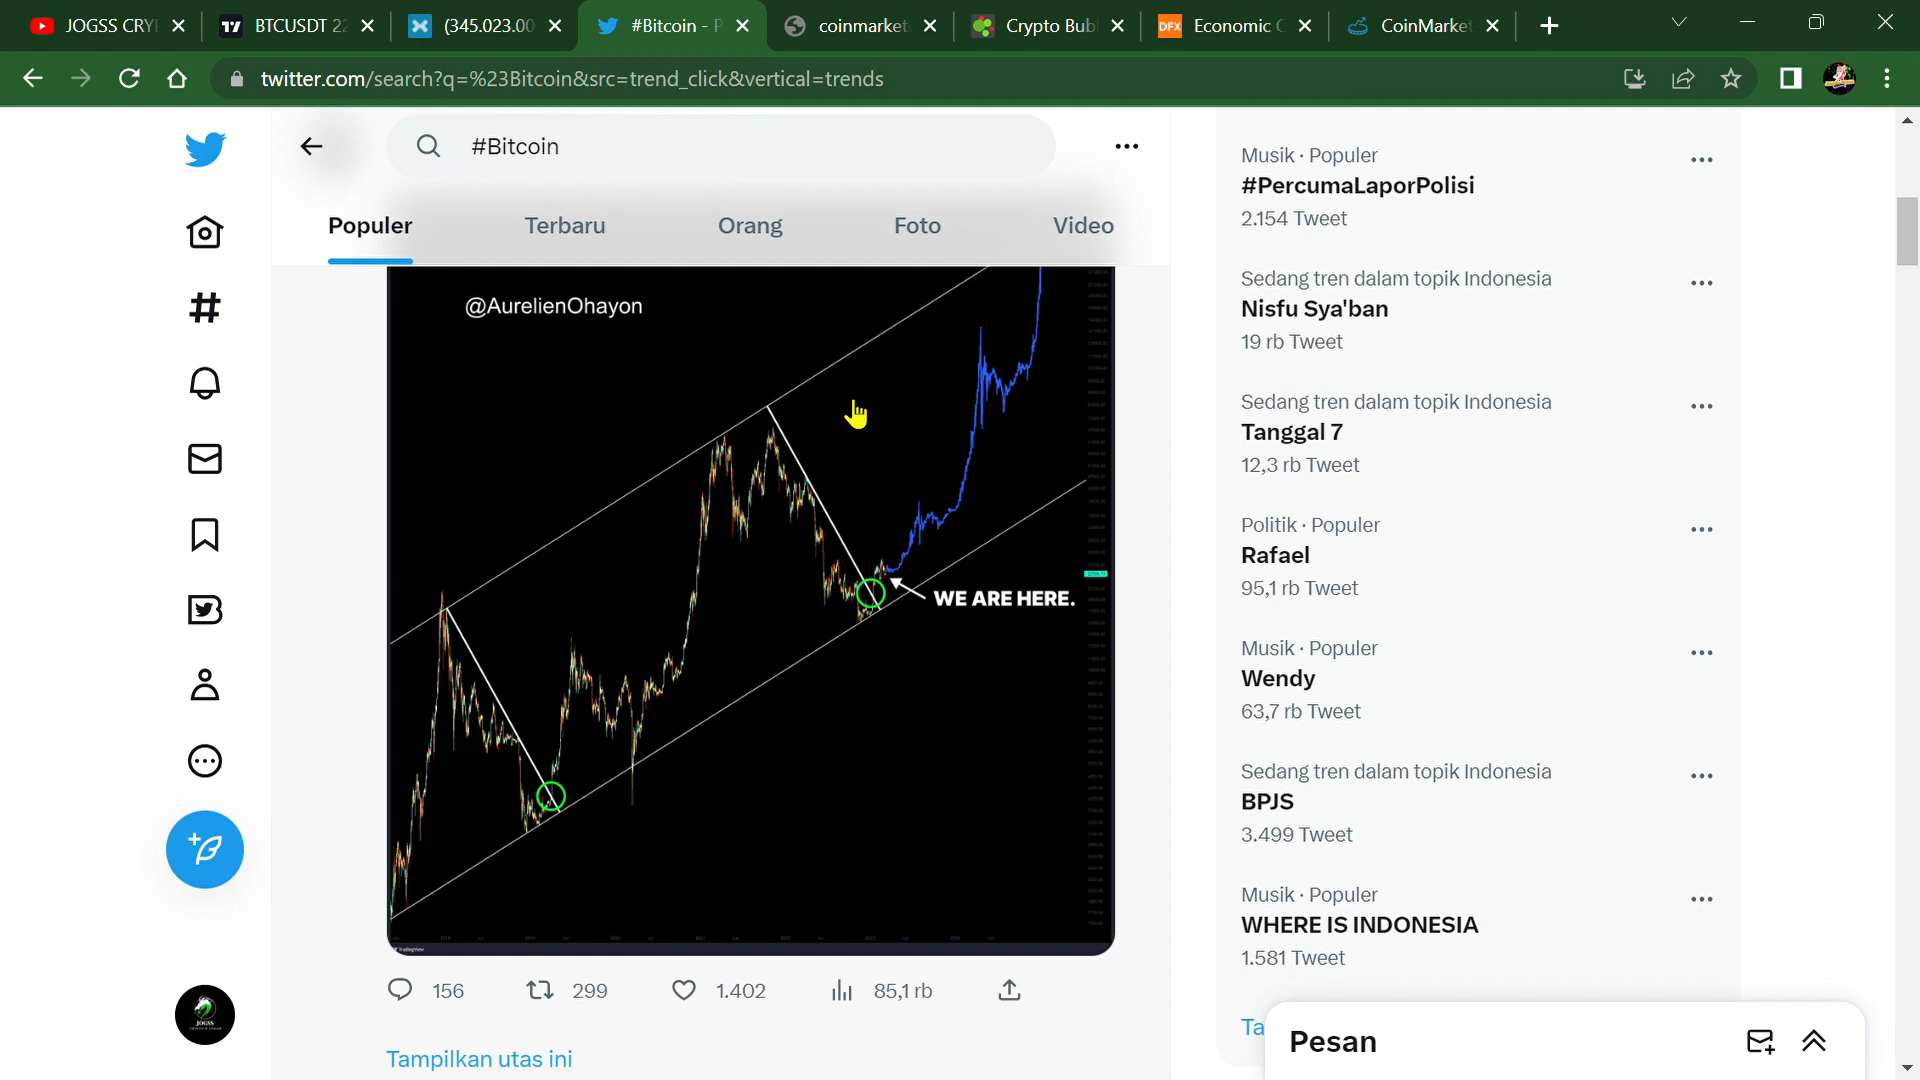 JOGSS CRY
BTCUSDT 22
(345.023.00
#Bitcoin - P
coinmarket
Crypto Bub
Economic C
CoinMarket
twitter.com/search?q=%23Bitcoin&src=trend_click&vertical=trends
#Bitcoin
Populer
Terbaru
Orang
Foto
Video
@AurelienOhayon
WE ARE HERE.
TradingView
156
299
1.402
85,1 rb
Tampilkan utas ini
Musik · Populer
#PercumaLaporPolisi
2.154 Tweet
Sedang tren dalam topik Indonesia
Nisfu Sya'ban
19 rb Tweet
Sedang tren dalam topik Indonesia
Tanggal 7
12,3 rb Tweet
Politik · Populer
Rafael
95,1 rb Tweet
Musik · Populer
Wendy
63,7 rb Tweet
Sedang tren dalam topik Indonesia
BPJS
3.499 Tweet
Musik · Populer
WHERE IS INDONESIA
1.581 Tweet
Ta
Pesan
JOGSS